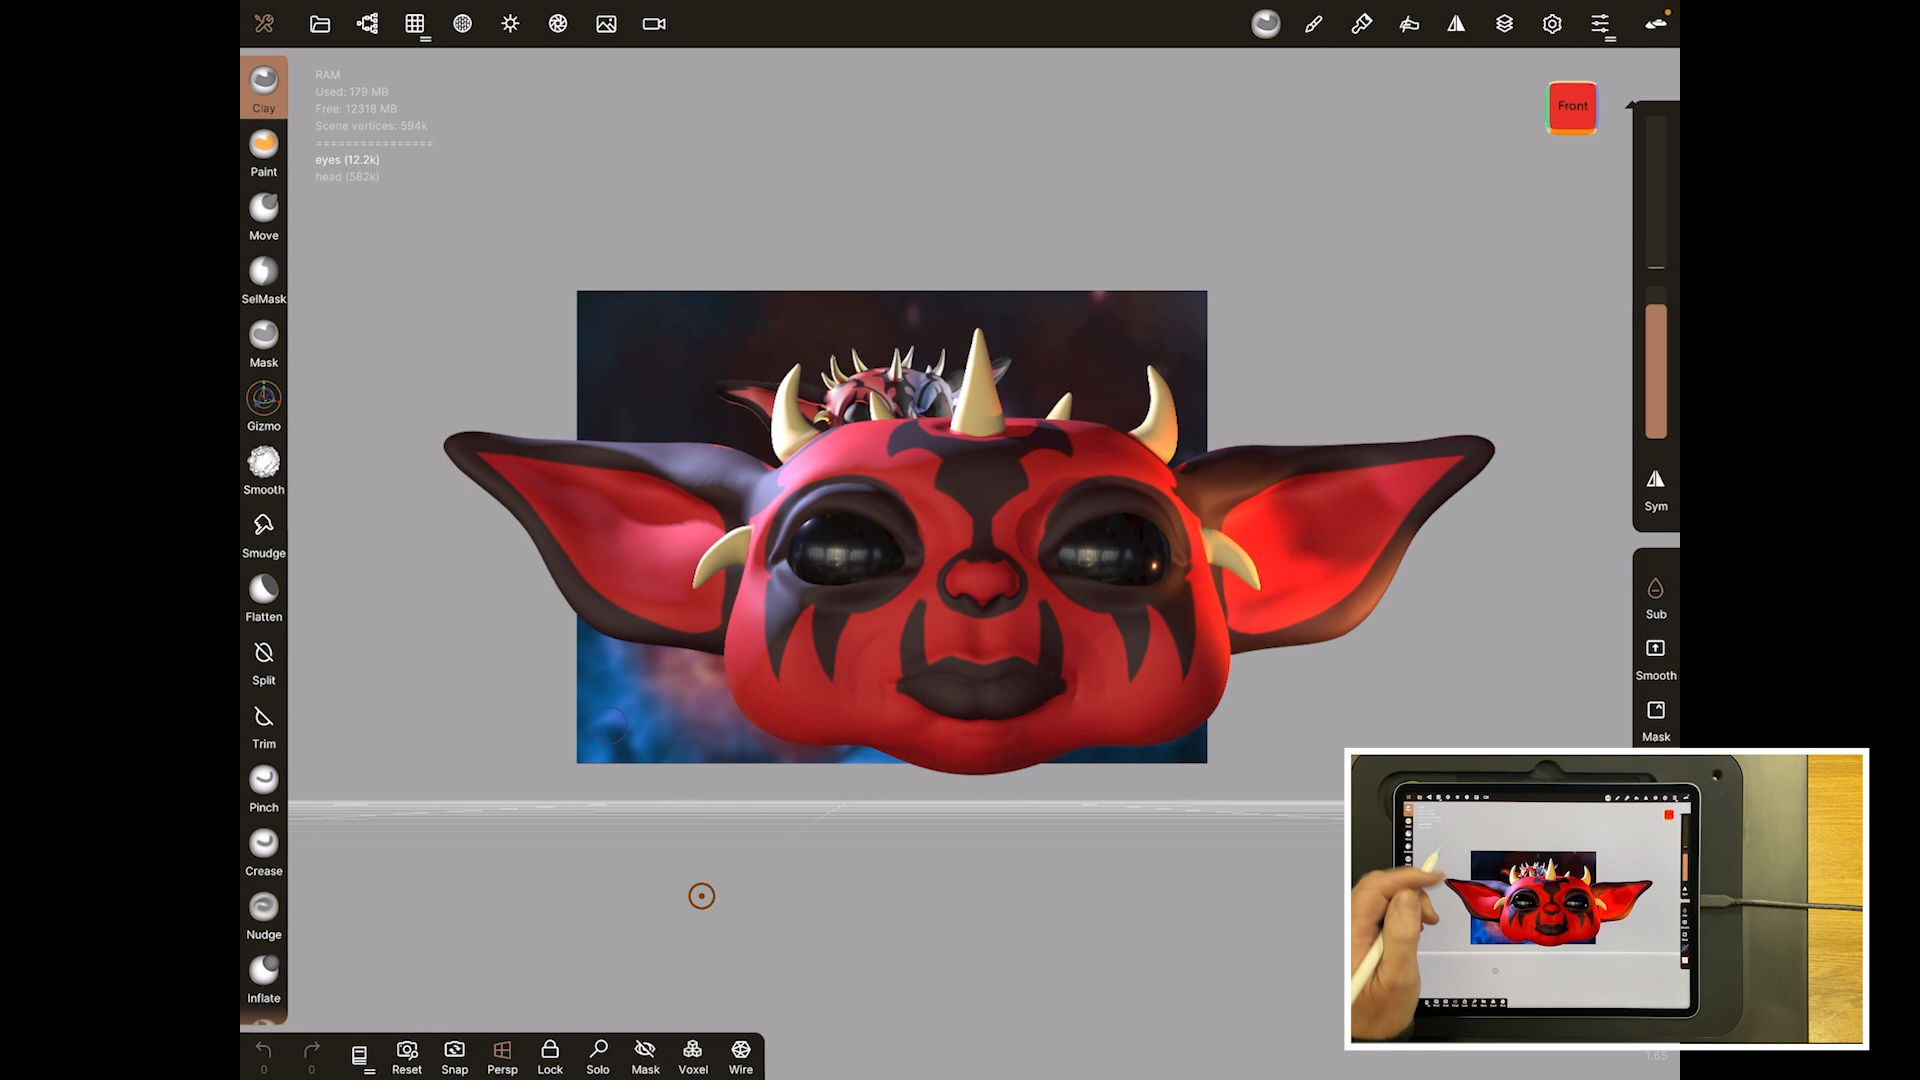 RAM
Used: 179 MB
Free: 12318 MB
Scene vertices: 594k
================
eyes (12.2k)
head (582k)
Front
Clay
Paint
Move
SelMask
Mask
Gizmo
Smooth
Smudge
Flatten
Split
Trim
Pinch
Crease
Nudge
Inflate
Sym
Sub
Smooth
Mask
0
0
Reset
Snap
Persp
Lock
Solo
Mask
Voxel
Wire
1.65